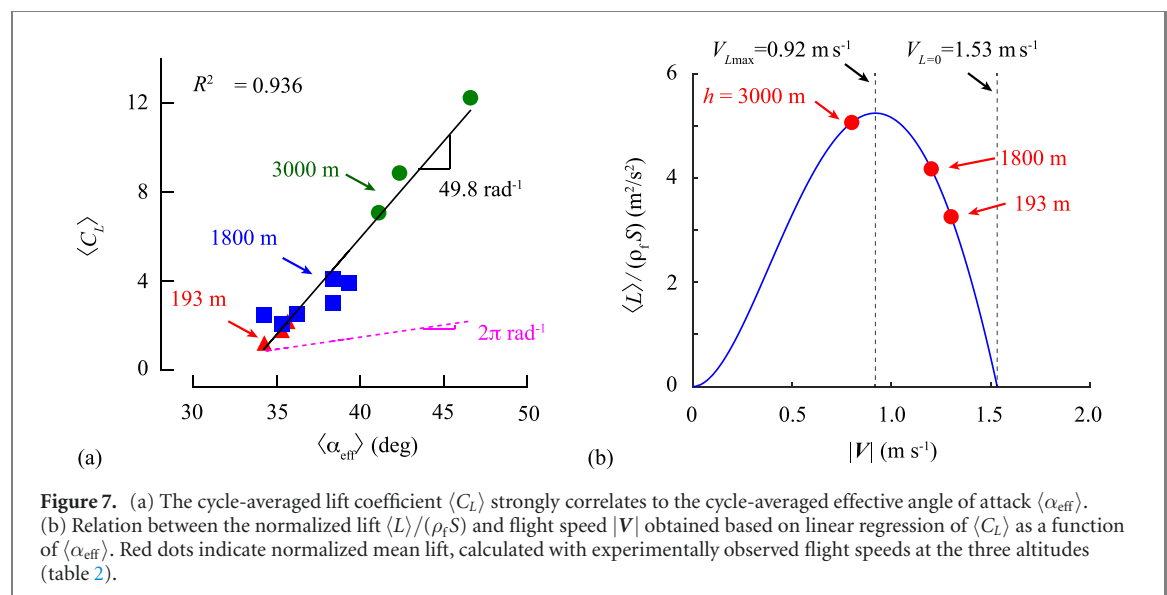 R² = 0.936
12
8
4
0
⟨C_L⟩
3000 m
1800 m
193 m
49.8 rad⁻¹
2π rad⁻¹
30 35 40 45 50
⟨α_eff⟩ (deg)
(a)
V_Lmax=0.92 m s⁻¹ V_L=0=1.53 m s⁻¹
6
4
2
0
⟨L⟩/(ρ_f S) (m²/s²)
h = 3000 m
1800 m
193 m
0 0.5 1.0 1.5 2.0
|V| (m s⁻¹)
(b)
Figure 7. (a) The cycle-averaged lift coefficient ⟨C_L⟩ strongly correlates to the cycle-averaged effective angle of attack ⟨α_eff⟩.
(b) Relation between the normalized lift ⟨L⟩/(ρ_f S) and flight speed |V| obtained based on linear regression of ⟨C_L⟩ as a function
of ⟨α_eff⟩. Red dots indicate normalized mean lift, calculated with experimentally observed flight speeds at the three altitudes
(table 2).